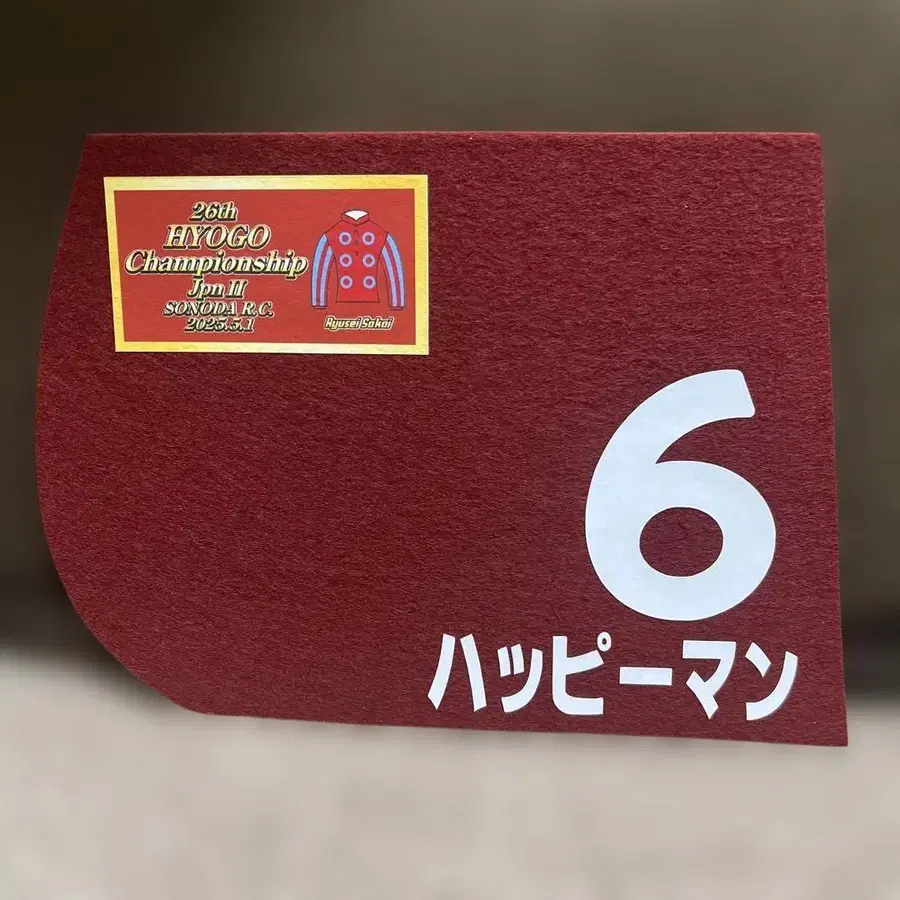 26th
HYOGO
Championship
Jpn II
SONODA R.C.
2025.5.1
Ryusei Sakai
6
ハッピーマン